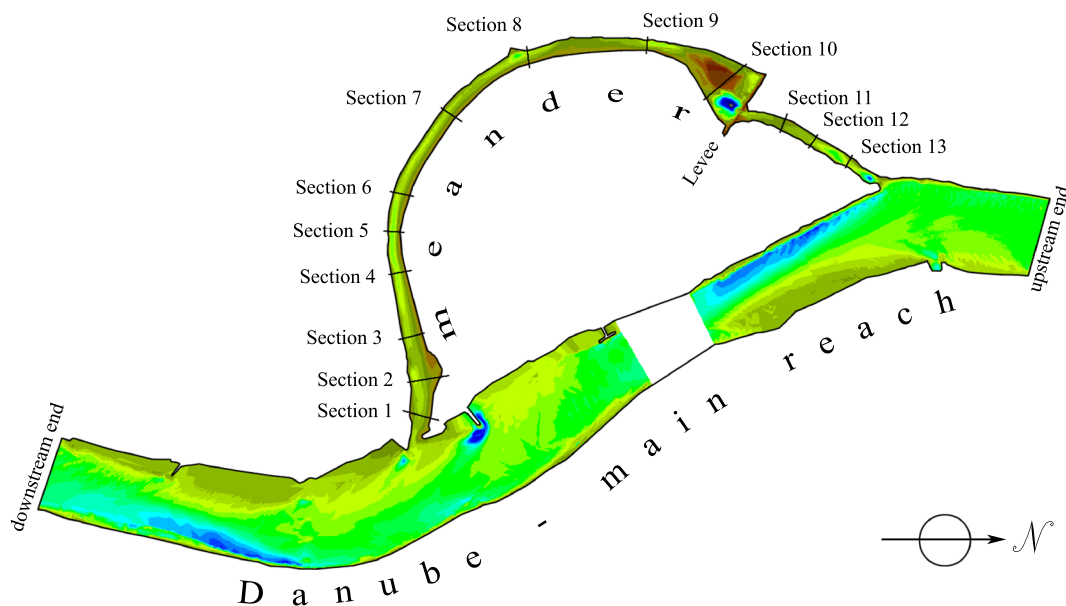 Section 8
Section 9
Section 10
Section 7
Section 11
Section 12
Section 13
Levee
Section 6
Section 5
Section 4
Section 3
Section 2
Section 1
meander
upstream end
downstream end
Danube - main reach
N